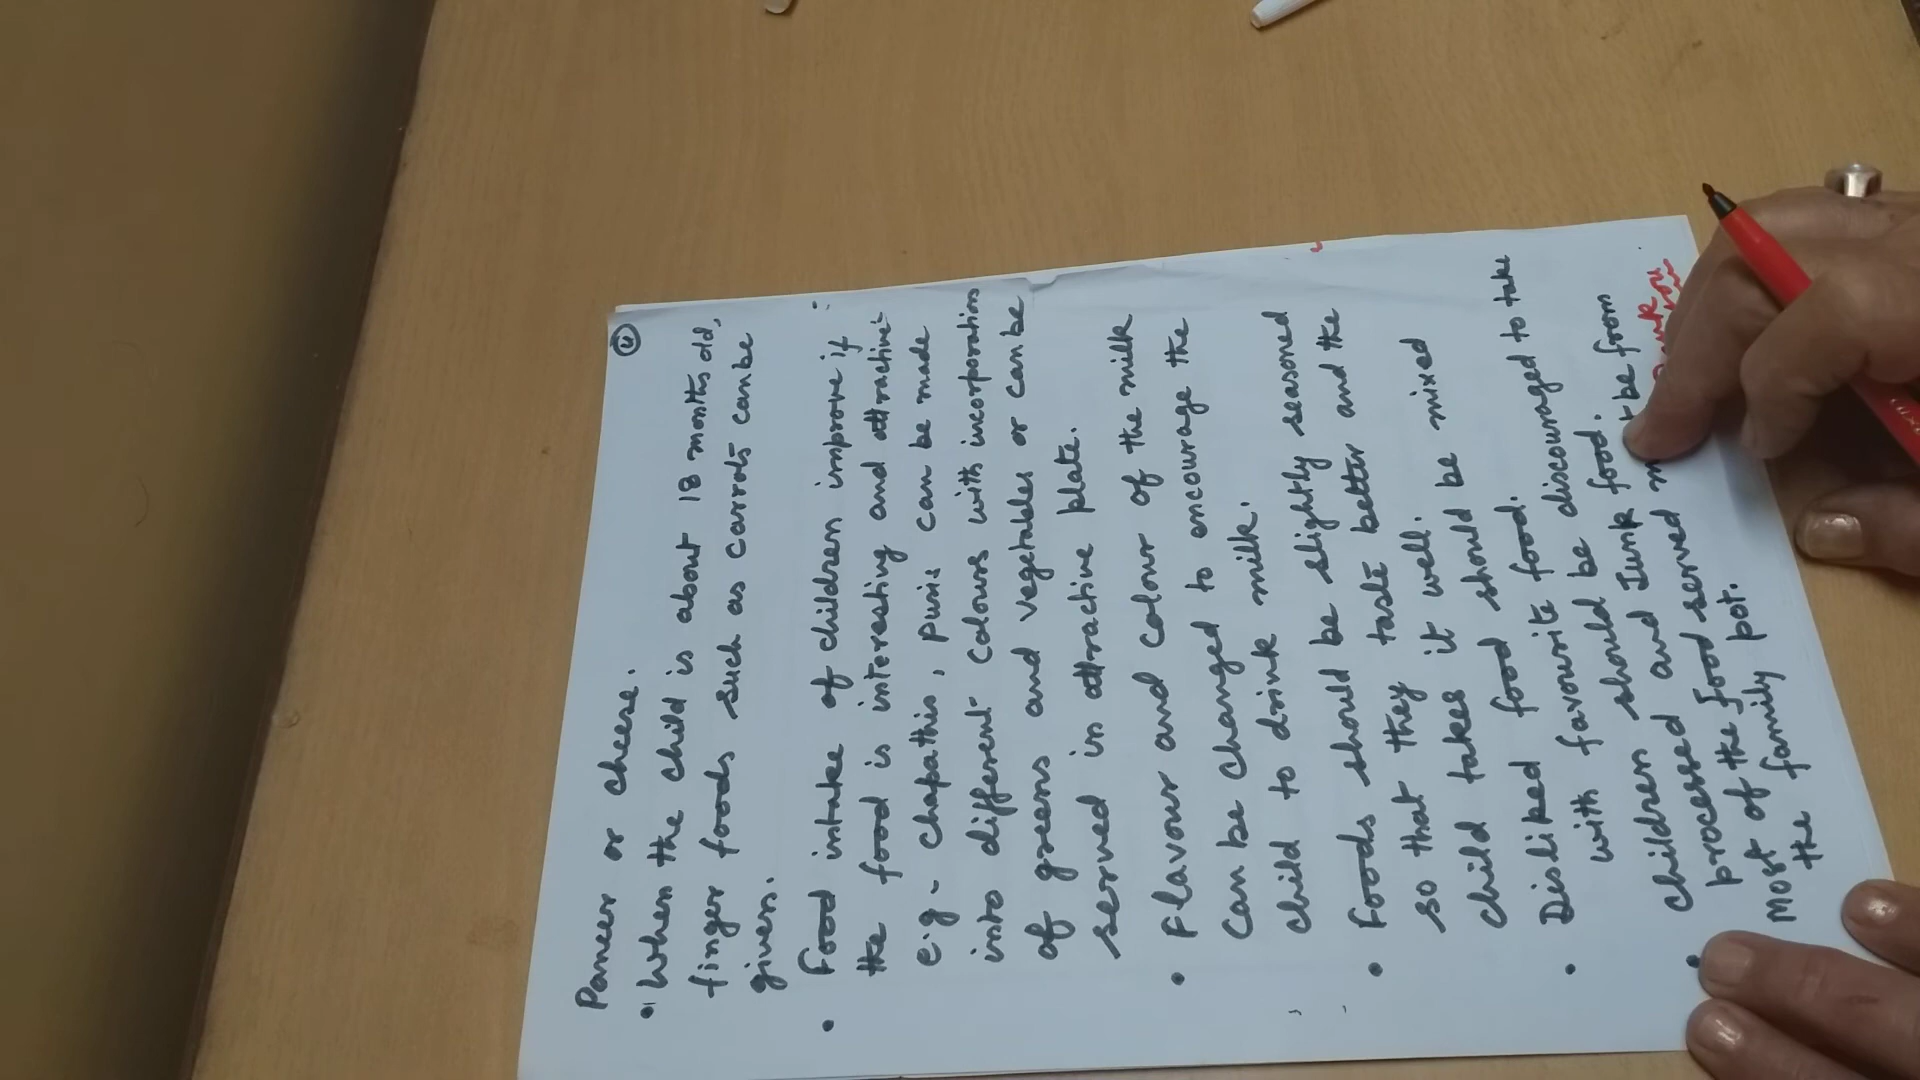 4
Paneer or cheese.
• When the child is about 18 months old,
finger foods such as carrots can be
given.
• Food intake of children improve if :
the food is interesting and attractive
e.g - chapathis, puris can be made
into different colours with incorporations
of greens and vegetables or can be
served in attractive plate.
• Flavour and colour of the milk
Can be changed to encourage the
child to drink milk.
• Foods should be slightly seasoned
so that they taste better and the
child takes it well.
• Disliked food should be mixed
with favourite food.
children should be discouraged to take
processed and Junk food.
• Most of the food served be from
the family pot.